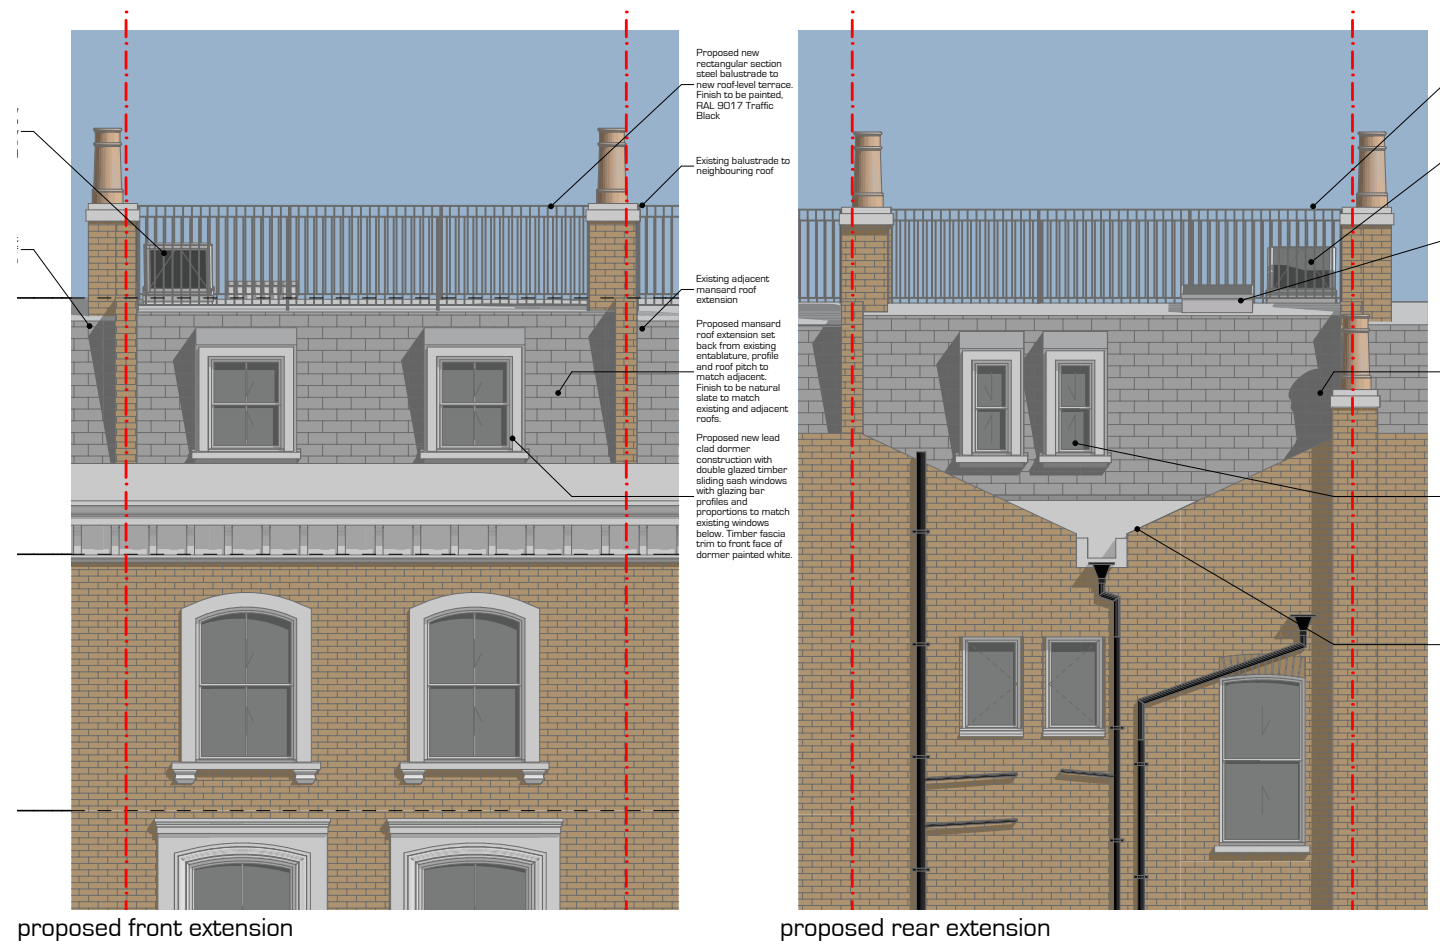 Proposed new
rectangular section
steel balustrade to
new roof-level terrace.
Finish to be painted,
RAL 9017 Traffic
Black
Existing balustrade to
neighbouring roof
Existing adjacent
mansard roof
extension
Proposed mansard
roof extension set
back from existing
entablature, profile
and roof pitch to
match adjacent.
Finish to be natural
slate to match
existing and adjacent
roofs.
Proposed new lead
clad dormer
construction with
double glazed timber
sliding sash windows
with glazing bar
profiles and
proportions to match
existing windows
below. Timber fascia
trim to front face of
dormer painted white.
proposed front extension
proposed rear extension